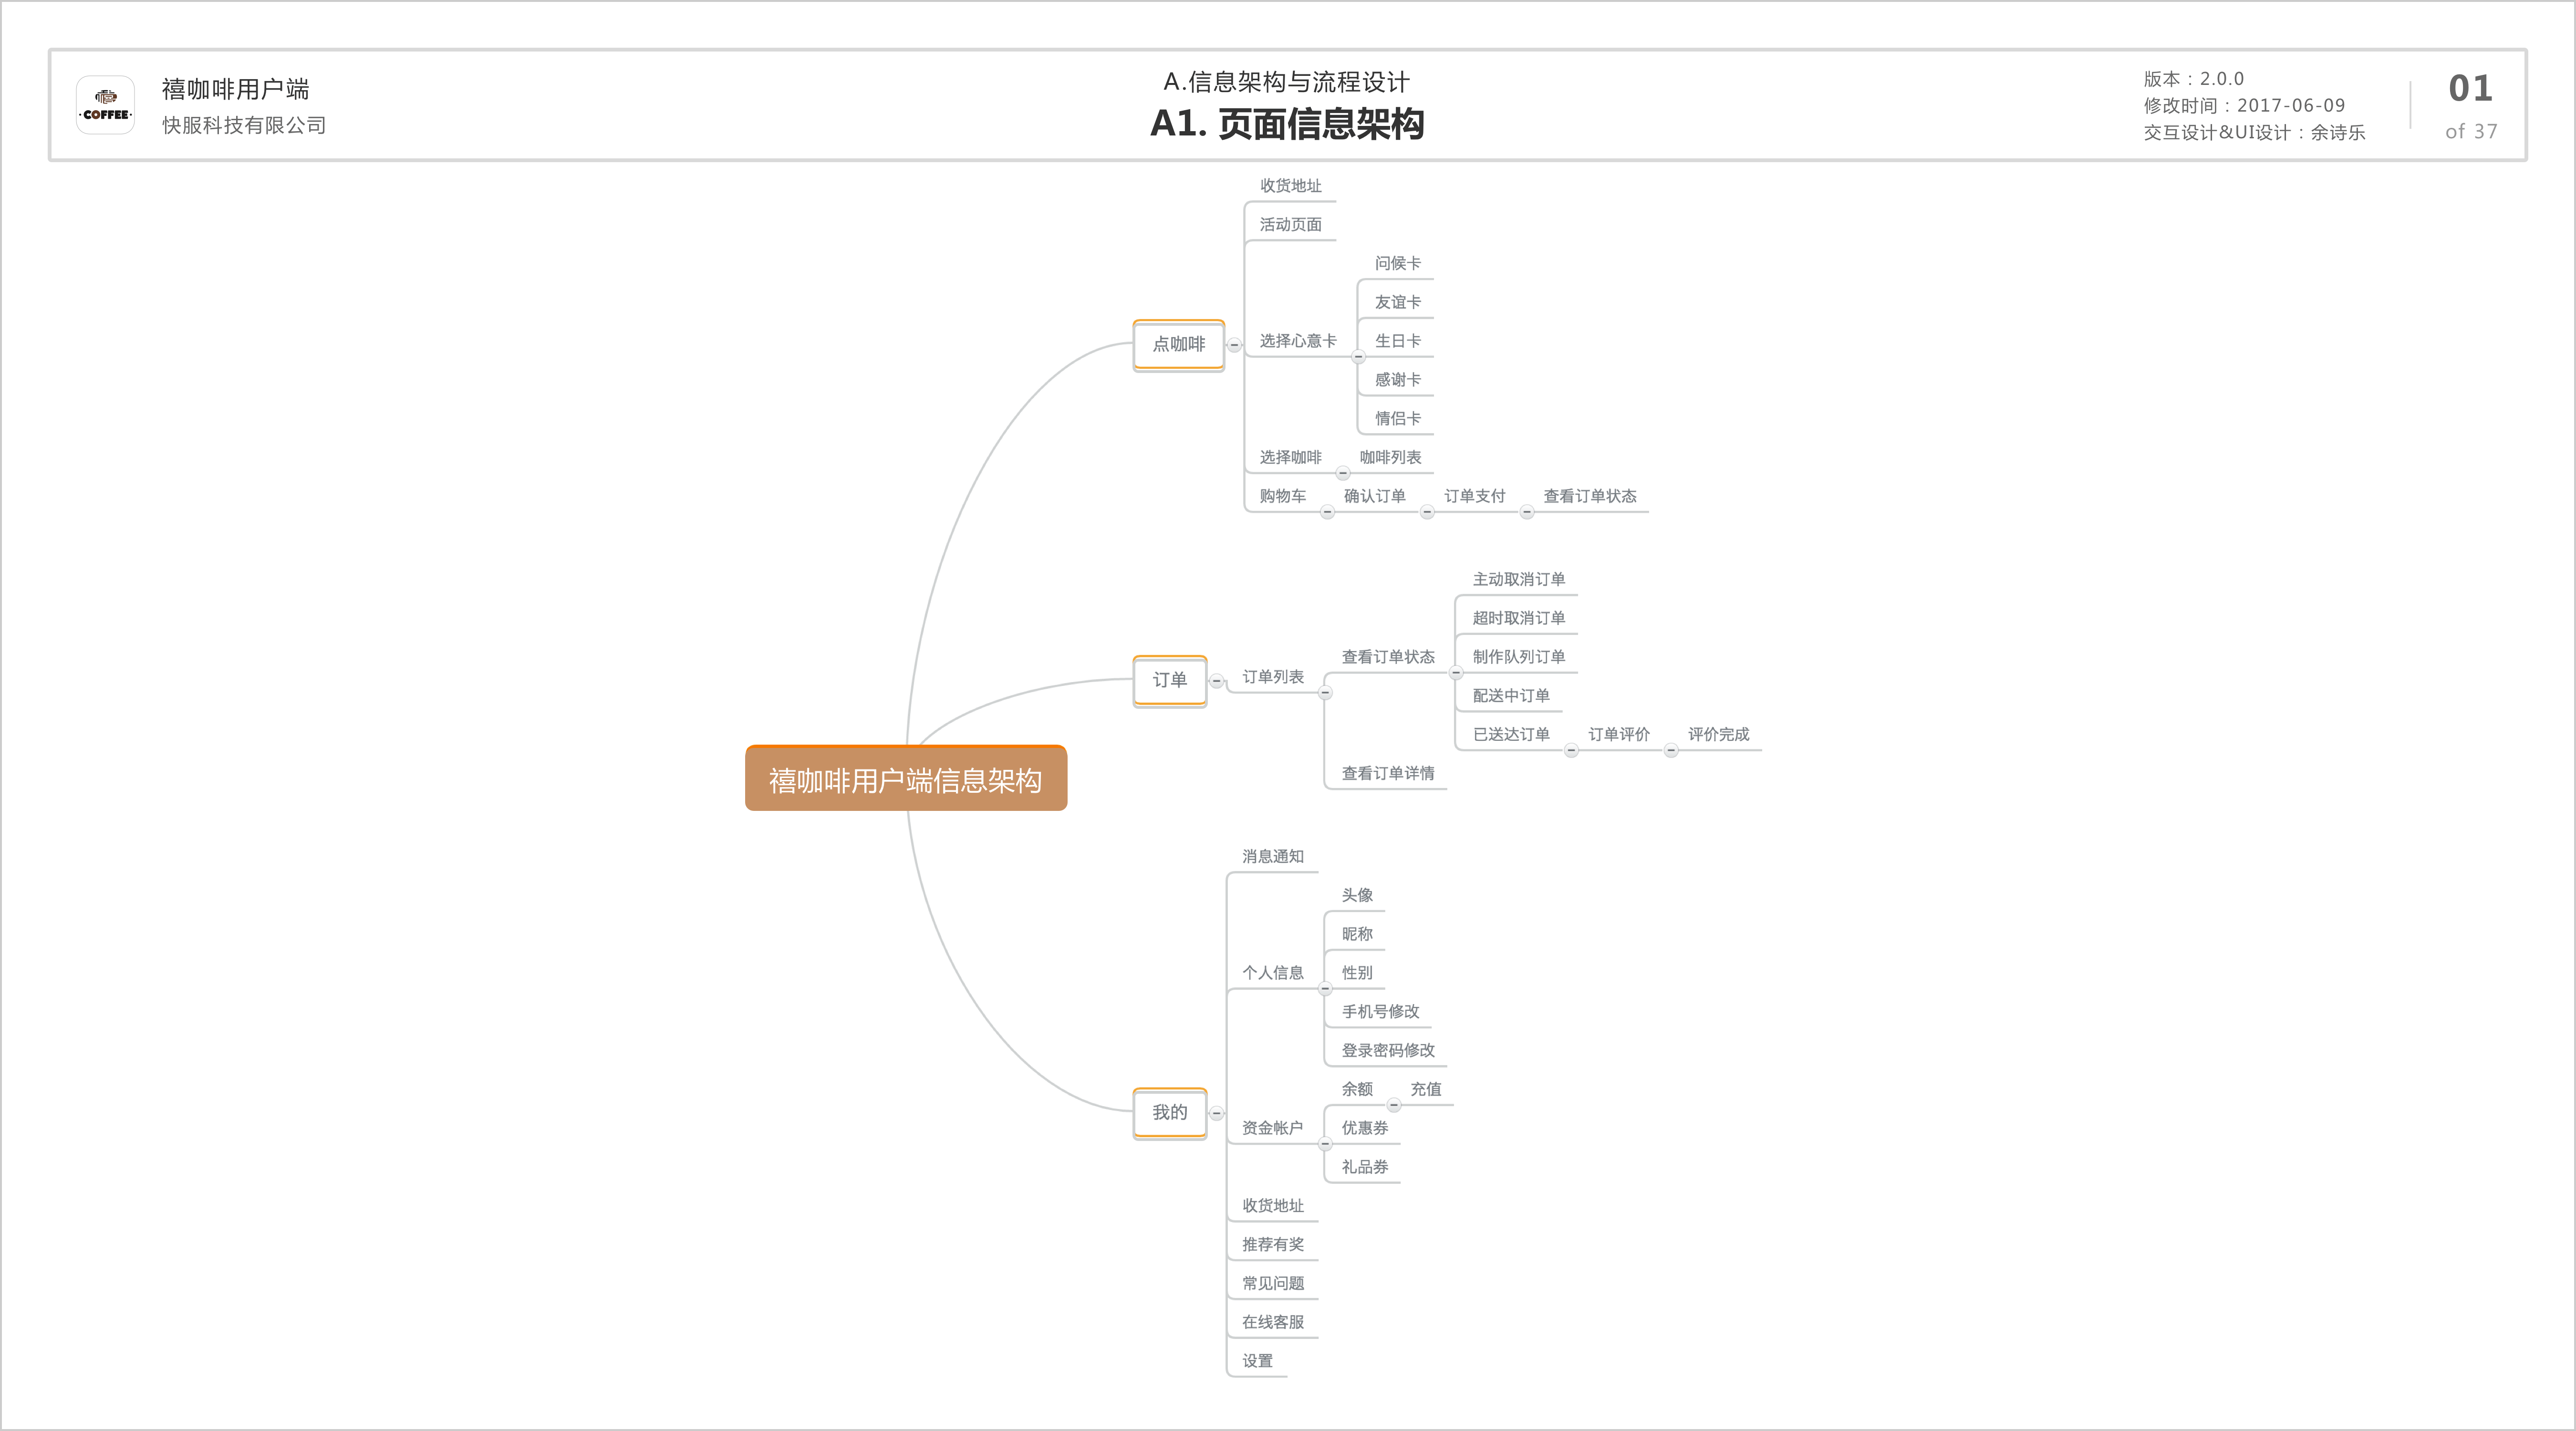 COFFEE
禧咖啡用户端
快服科技有限公司
A.信息架构与流程设计
A1. 页面信息架构
版本：2.0.0
修改时间：2017-06-09
交互设计&UI设计：余诗乐
01
of 37
禧咖啡用户端信息架构
点咖啡
收货地址
活动页面
选择心意卡
问候卡
友谊卡
生日卡
感谢卡
情侣卡
选择咖啡
咖啡列表
购物车
确认订单
订单支付
查看订单状态
订单
订单列表
查看订单状态
主动取消订单
超时取消订单
制作队列订单
配送中订单
已送达订单
订单评价
评价完成
查看订单详情
我的
消息通知
个人信息
头像
昵称
性别
手机号修改
登录密码修改
资金帐户
余额
充值
优惠券
礼品券
收货地址
推荐有奖
常见问题
在线客服
设置